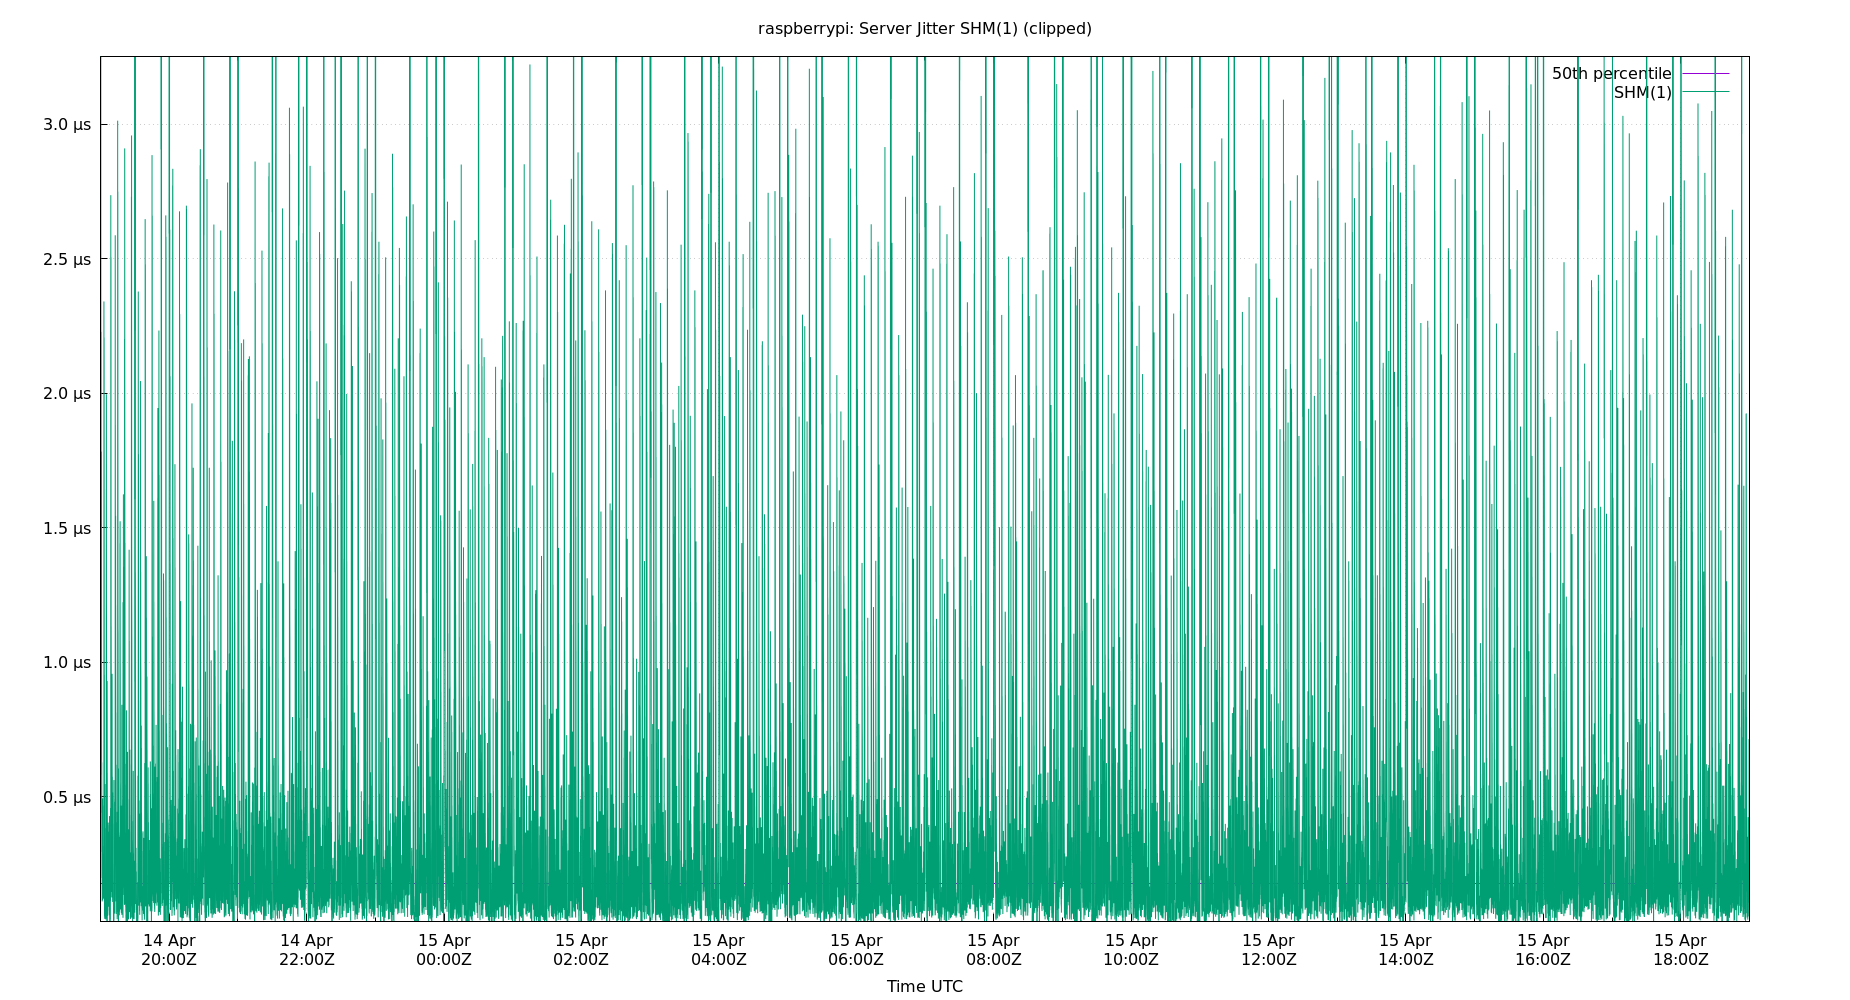 raspberrypi: Server Jitter SHM(1) (clipped)
50th percentile
SHM(1)
3.0 µs
2.5 µs
2.0 µs
1.5 µs
1.0 µs
0.5 µs
14 Apr 14 Apr 15 Apr 15 Apr 15 Apr 15 Apr 15 Apr 15 Apr 15 Apr 15 Apr 15 Apr 15 Apr
20:00Z 22:00Z 00:00Z 02:00Z 04:00Z 06:00Z 08:00Z 10:00Z 12:00Z 14:00Z 16:00Z 18:00Z
Time UTC